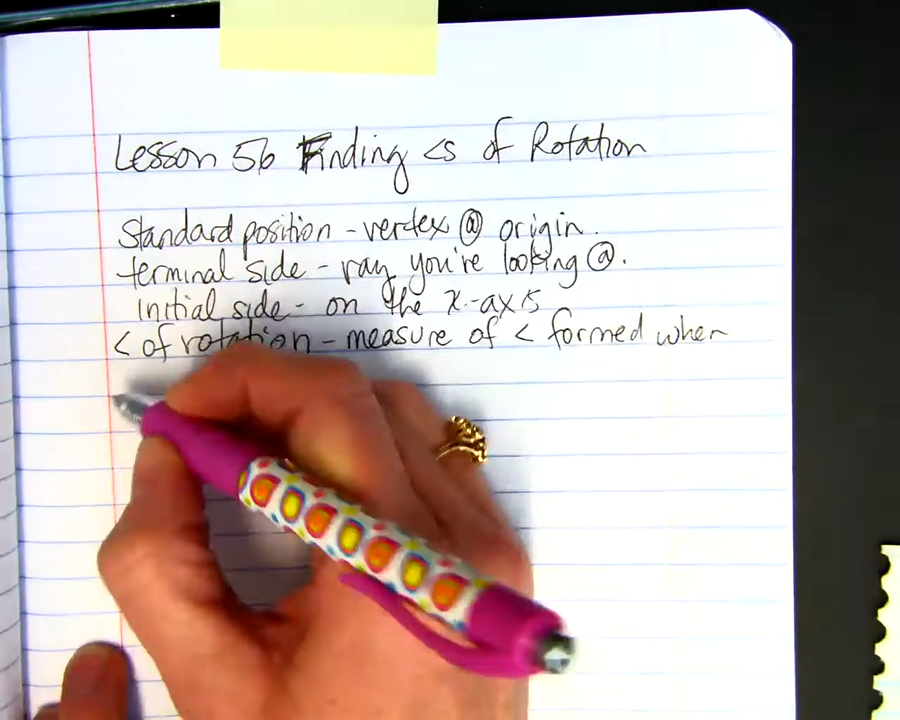 Lesson 56 Finding <s of Rotation
Standard position - vertex @ origin.
terminal side - ray you're looking @.
initial side - on the x-axis
< of rotation - measure of < formed when